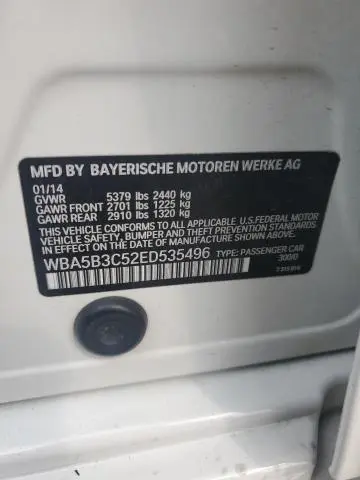 MFD BY BAYERISCHE MOTOREN WERKE AG
01/14
GVWR 5379 lbs 2440 kg
GAWR FRONT 2701 lbs 1225 kg
GAWR REAR 2910 lbs 1320 kg
THIS VEHICLE CONFORMS TO ALL APPLICABLE U.S.FEDERAL MOTOR
VEHICLE SAFETY, BUMPER AND THEFT PREVENTION STANDARDS
IN EFFECT ON THE DATE OF MANUFACTURE SHOWN ABOVE.
WBA5B3C52ED535496 TYPE: PASSENGER CAR
300/0